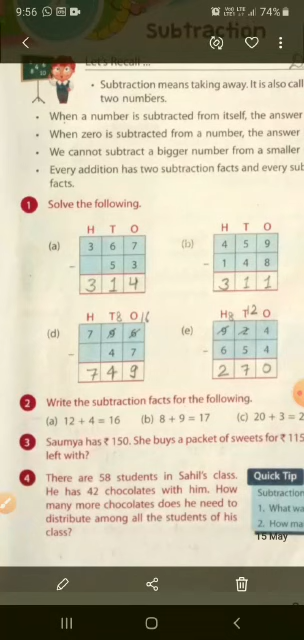 9:56 74%
Subtraction
Let's Recall ...
• Subtraction means taking away. It is also call
two numbers.
• When a number is subtracted from itself, the answer
• When zero is subtracted from a number, the answer
• We cannot subtract a bigger number from a smaller
• Every addition has two subtraction facts and every sub
facts.
1 Solve the following.
H T O H T O
(a) 3 6 7 (b) 4 5 9
- 5 3 - 1 4 8
3 1 4 3 1 1
H T8 O16 H8 T12 O
(d) 7 9 6 (e) 9 2 4
- 4 7 - 6 5 4
7 4 9 2 7 0
2 Write the subtraction facts for the following.
(a) 12 + 4 = 16 (b) 8 + 9 = 17 (c) 20 + 3 = 2
3 Saumya has ₹ 150. She buys a packet of sweets for ₹ 115
left with?
4 There are 58 students in Sahil's class. Quick Tip
He has 42 chocolates with him. How Subtraction
many more chocolates does he need to 1. What wa
distribute among all the students of his 2. How ma
class? 15 May